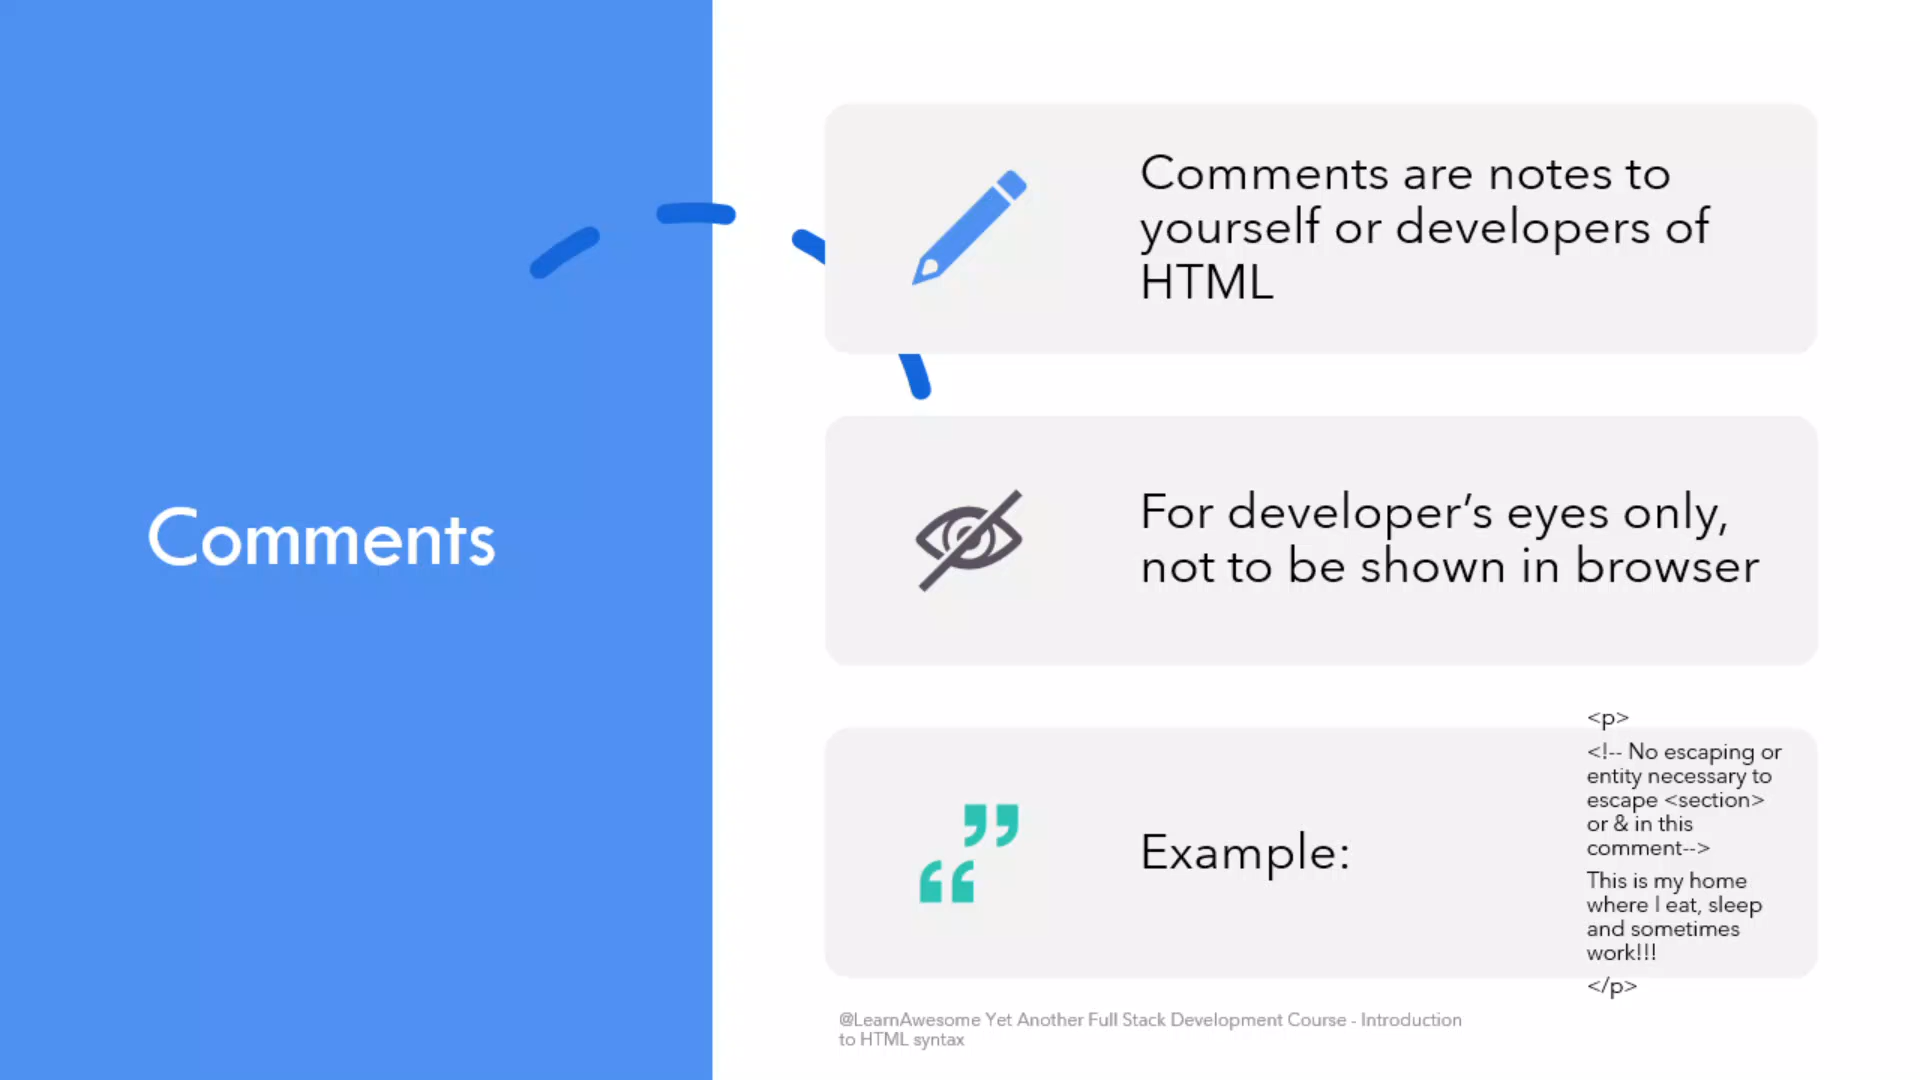 Comments
Comments are notes to
yourself or developers of
HTML
For developer’s eyes only,
not to be shown in browser
Example:
<p>
<!-- No escaping or
entity necessary to
escape <section>
or & in this
comment-->
This is my home
where I eat, sleep
and sometimes
work!!!
</p>
@LearnAwesome Yet Another Full Stack Development Course - Introduction
to HTML syntax